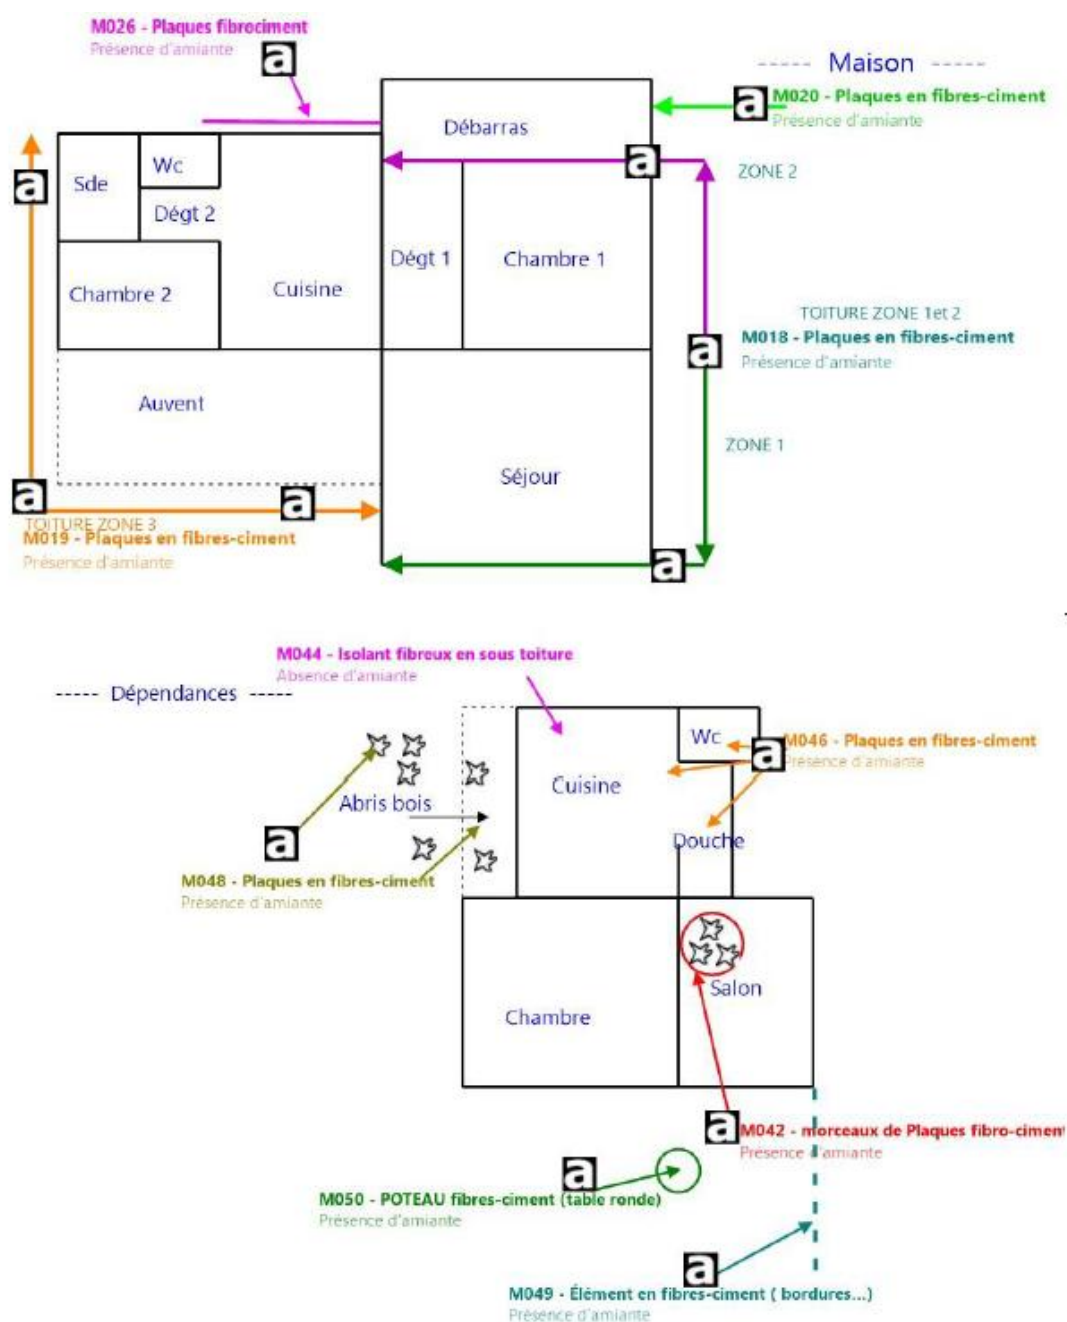 M026 - Plaques fibrociment
Présence d'amiante
a
----- Maison -----
a
M020 - Plaques en fibres-ciment
Présence d'amiante
Débarras
a
ZONE 2
a
Sde
Wc
Dégt 2
Dégt 1
Chambre 1
Chambre 2
Cuisine
TOITURE ZONE 1et 2
M018 - Plaques en fibres-ciment
a
Présence d'amiante
Auvent
ZONE 1
Séjour
a
a
TOITURE ZONE 3
M019 - Plaques en fibres-ciment
Présence d'amiante
a
M044 - Isolant fibreux en sous toiture
Absence d'amiante
----- Dépendances -----
Wc
a
M046 - Plaques en fibres-ciment
Présence d'amiante
Cuisine
Abris bois
a
Douche
M048 - Plaques en fibres-ciment
Présence d'amiante
Salon
Chambre
a
M042 - morceaux de Plaques fibro-ciment
Présence d'amiante
a
M050 - POTEAU fibres-ciment (table ronde)
Présence d'amiante
a
M049 - Élément en fibres-ciment ( bordures...)
Présence d'amiante